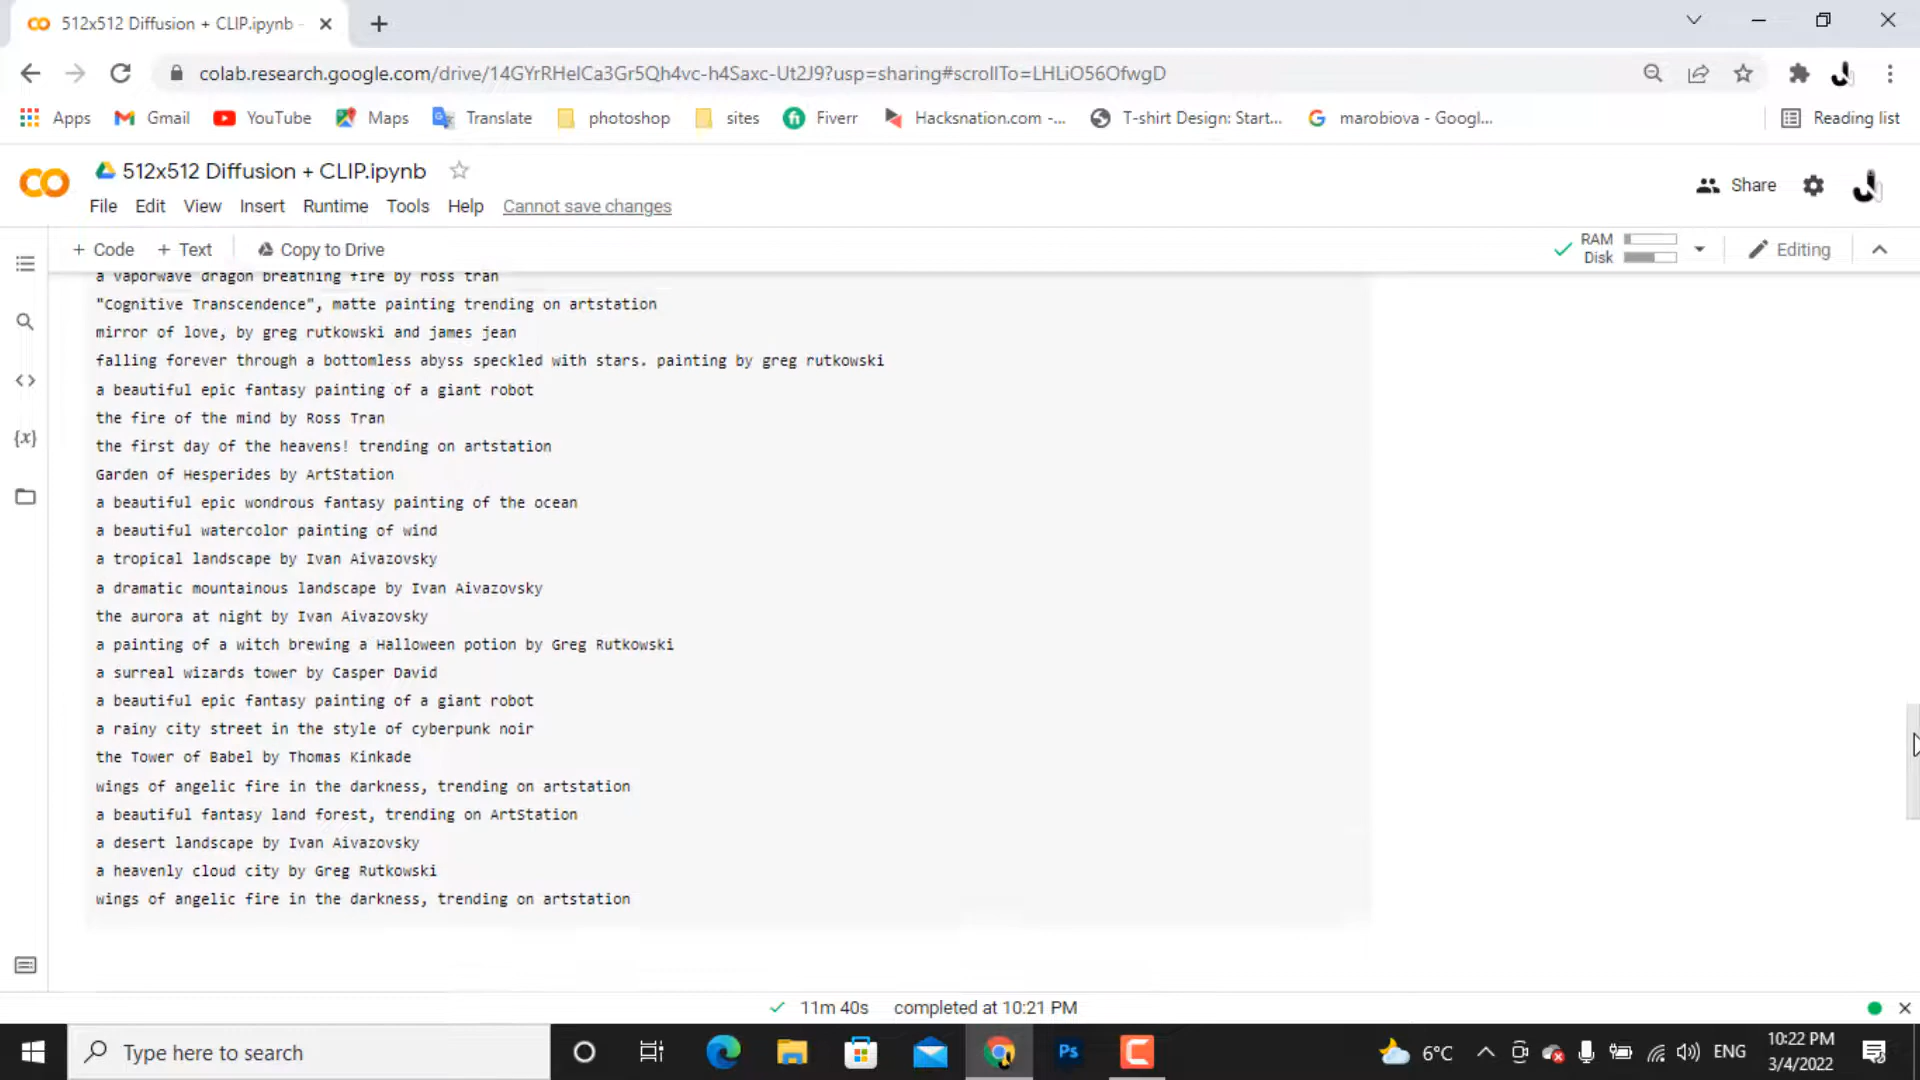 512x512 Diffusion + CLIP.ipynb -
colab.research.google.com/drive/14GYrRHelCa3Gr5Qh4vc-h4Saxc-Ut2J9?usp=sharing#scrollTo=LHLiO56OfwgD
Apps Gmail YouTube Maps Translate photoshop sites Fiverr Hacksnation.com -... T-shirt Design: Start... marobiova - Googl... Reading list
512x512 Diffusion + CLIP.ipynb
Share
File Edit View Insert Runtime Tools Help Cannot save changes
+ Code + Text Copy to Drive RAM Disk Editing
a vaporwave dragon breathing fire by ross tran
"Cognitive Transcendence", matte painting trending on artstation
mirror of love, by greg rutkowski and james jean
falling forever through a bottomless abyss speckled with stars. painting by greg rutkowski
a beautiful epic fantasy painting of a giant robot
the fire of the mind by Ross Tran
the first day of the heavens! trending on artstation
Garden of Hesperides by ArtStation
a beautiful epic wondrous fantasy painting of the ocean
a beautiful watercolor painting of wind
a tropical landscape by Ivan Aivazovsky
a dramatic mountainous landscape by Ivan Aivazovsky
the aurora at night by Ivan Aivazovsky
a painting of a witch brewing a Halloween potion by Greg Rutkowski
a surreal wizards tower by Casper David
a beautiful epic fantasy painting of a giant robot
a rainy city street in the style of cyberpunk noir
the Tower of Babel by Thomas Kinkade
wings of angelic fire in the darkness, trending on artstation
a beautiful fantasy land forest, trending on ArtStation
a desert landscape by Ivan Aivazovsky
a heavenly cloud city by Greg Rutkowski
wings of angelic fire in the darkness, trending on artstation
11m 40s completed at 10:21 PM
Type here to search
Ps
6°C
ENG
10:22 PM
3/4/2022